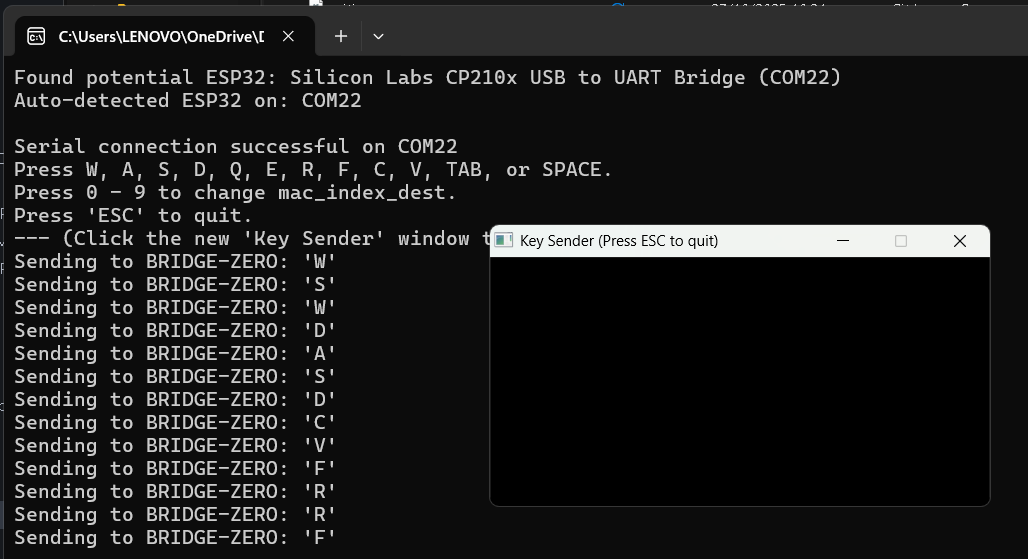 C:\Users\LENOVO\OneDrive\D
Found potential ESP32: Silicon Labs CP210x USB to UART Bridge (COM22)
Auto-detected ESP32 on: COM22
Serial connection successful on COM22
Press W, A, S, D, Q, E, R, F, C, V, TAB, or SPACE.
Press 0 - 9 to change mac_index_dest.
Press 'ESC' to quit.
--- (Click the new 'Key Sender' window
Key Sender (Press ESC to quit)
Sending to BRIDGE-ZERO: 'W'
Sending to BRIDGE-ZERO: 'S'
Sending to BRIDGE-ZERO: 'W'
Sending to BRIDGE-ZERO: 'D'
Sending to BRIDGE-ZERO: 'A'
Sending to BRIDGE-ZERO: 'S'
Sending to BRIDGE-ZERO: 'D'
Sending to BRIDGE-ZERO: 'C'
Sending to BRIDGE-ZERO: 'V'
Sending to BRIDGE-ZERO: 'F'
Sending to BRIDGE-ZERO: 'R'
Sending to BRIDGE-ZERO: 'R'
Sending to BRIDGE-ZERO: 'F'